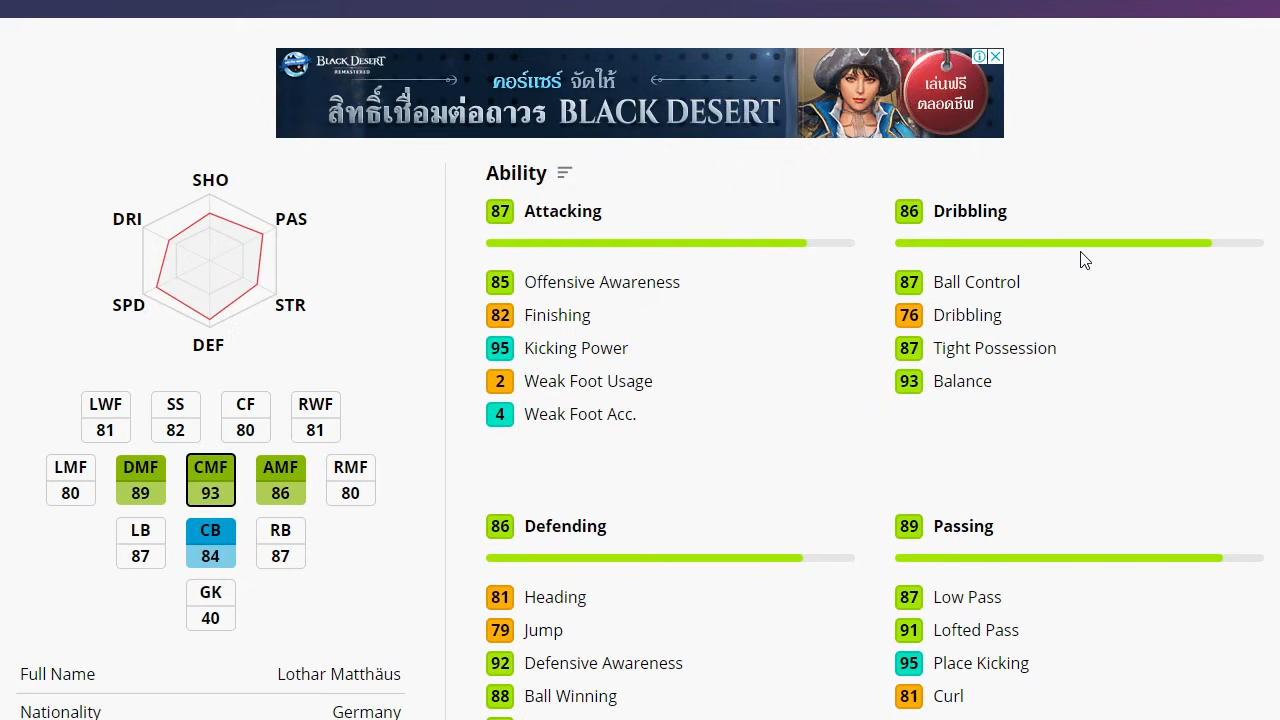 BLACK DESERT
REMASTERED
คอร์แซร์ จัดให้
สิทธิ์เชื่อมต่อถาวร BLACK DESERT
เล่นฟรี
ตลอดชีพ
SHO
DRI
PAS
SPD
STR
DEF
LWF
SS
CF
RWF
81
82
80
81
LMF
DMF
CMF
AMF
RMF
80
89
93
86
80
LB
CB
RB
87
84
87
GK
40
Full Name Lothar Matthäus
Nationality Germany
Ability
87 Attacking
85 Offensive Awareness
82 Finishing
95 Kicking Power
2 Weak Foot Usage
4 Weak Foot Acc.
86 Dribbling
87 Ball Control
76 Dribbling
87 Tight Possession
93 Balance
86 Defending
81 Heading
79 Jump
92 Defensive Awareness
88 Ball Winning
89 Passing
87 Low Pass
91 Lofted Pass
95 Place Kicking
81 Curl